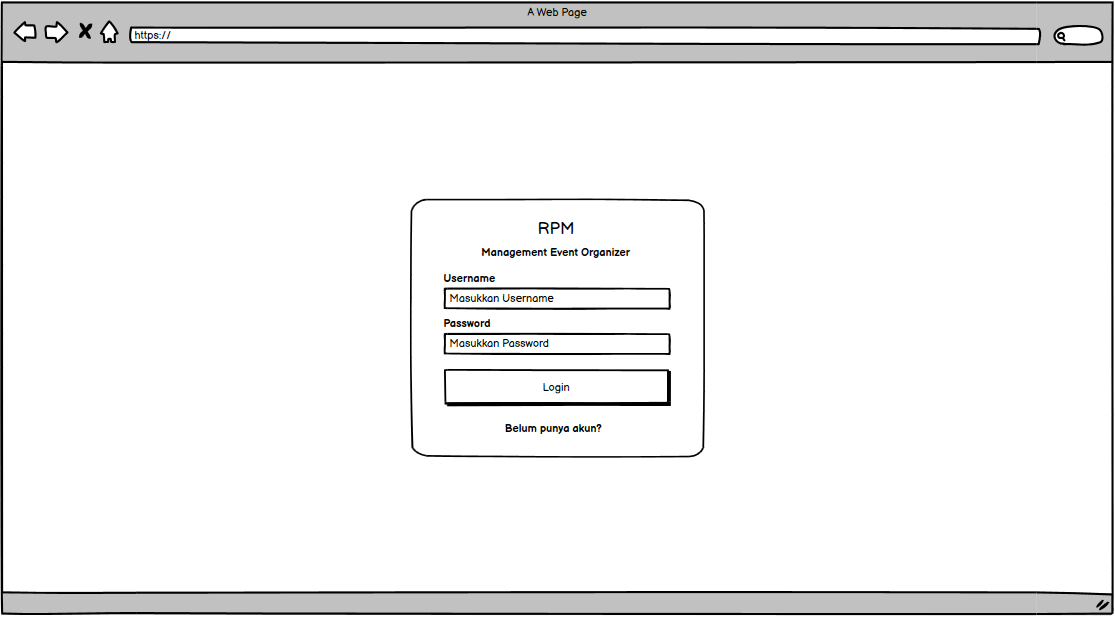 A Web Page
https://
RPM
Management Event Organizer
Username
Masukkan Username
Password
Masukkan Password
Login
Belum punya akun?